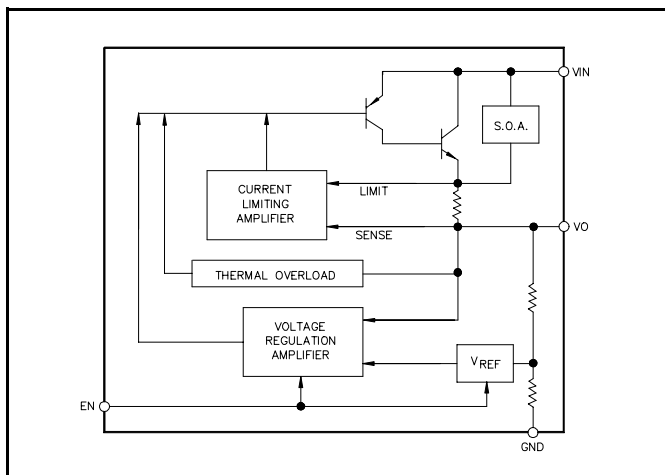 VIN
S.O.A.
CURRENT
LIMITING
AMPLIFIER
LIMIT
SENSE
VO
THERMAL OVERLOAD
VOLTAGE
REGULATION
AMPLIFIER
VREF
EN
GND